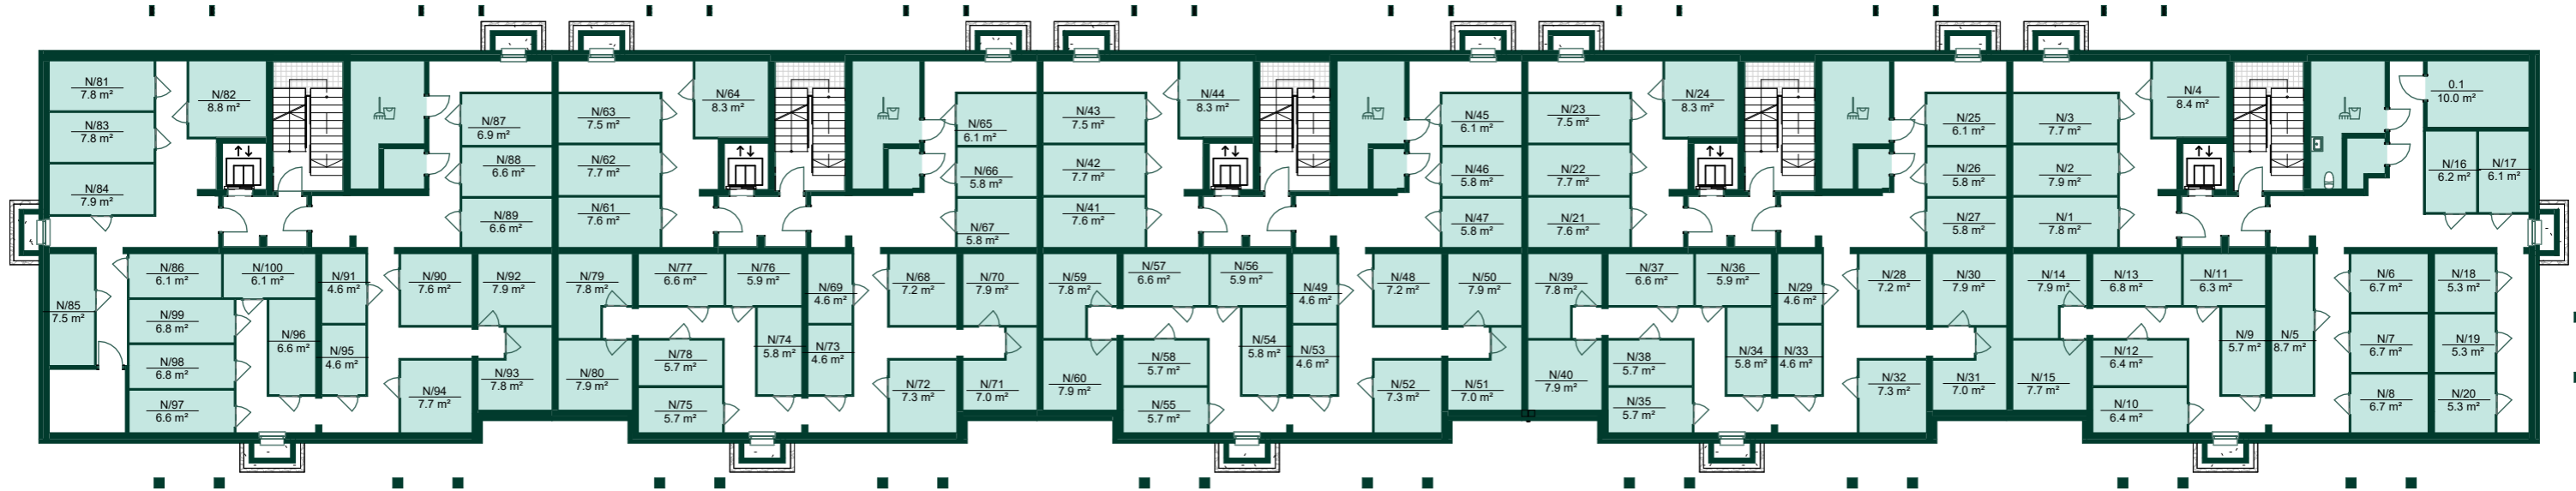 N/81
7.8 m²
N/82
8.8 m²
N/83
7.8 m²
N/84
7.9 m²
N/87
6.9 m²
N/88
6.6 m²
N/89
6.6 m²
N/63
7.5 m²
N/62
7.7 m²
N/61
7.6 m²
N/64
8.3 m²
N/65
6.1 m²
N/66
5.8 m²
N/67
5.8 m²
N/43
7.5 m²
N/42
7.7 m²
N/41
7.6 m²
N/44
8.3 m²
N/45
6.1 m²
N/46
5.8 m²
N/47
5.8 m²
N/23
7.5 m²
N/22
7.7 m²
N/21
7.6 m²
N/24
8.3 m²
N/25
6.1 m²
N/26
5.8 m²
N/27
5.8 m²
N/3
7.7 m²
N/2
7.9 m²
N/1
7.8 m²
N/4
8.4 m²
0.1
10.0 m²
N/16
6.2 m²
N/17
6.1 m²
N/85
7.5 m²
N/86
6.1 m²
N/100
6.1 m²
N/99
6.8 m²
N/98
6.8 m²
N/97
6.6 m²
N/96
6.6 m²
N/91
4.6 m²
N/95
4.6 m²
N/90
7.6 m²
N/92
7.9 m²
N/94
7.7 m²
N/93
7.8 m²
N/79
7.8 m²
N/80
7.9 m²
N/77
6.6 m²
N/76
5.9 m²
N/78
5.7 m²
N/75
5.7 m²
N/74
5.8 m²
N/69
4.6 m²
N/73
4.6 m²
N/68
7.2 m²
N/70
7.9 m²
N/72
7.3 m²
N/71
7.0 m²
N/59
7.8 m²
N/60
7.9 m²
N/57
6.6 m²
N/56
5.9 m²
N/58
5.7 m²
N/55
5.7 m²
N/54
5.8 m²
N/49
4.6 m²
N/53
4.6 m²
N/48
7.2 m²
N/50
7.9 m²
N/52
7.3 m²
N/51
7.0 m²
N/39
7.8 m²
N/40
7.9 m²
N/37
6.6 m²
N/36
5.9 m²
N/38
5.7 m²
N/35
5.7 m²
N/34
5.8 m²
N/29
4.6 m²
N/33
4.6 m²
N/28
7.2 m²
N/30
7.9 m²
N/32
7.3 m²
N/31
7.0 m²
N/14
7.9 m²
N/15
7.7 m²
N/13
6.8 m²
N/11
6.3 m²
N/12
6.4 m²
N/10
6.4 m²
N/9
5.7 m²
N/5
8.7 m²
N/6
6.7 m²
N/7
6.7 m²
N/8
6.7 m²
N/18
5.3 m²
N/19
5.3 m²
N/20
5.3 m²